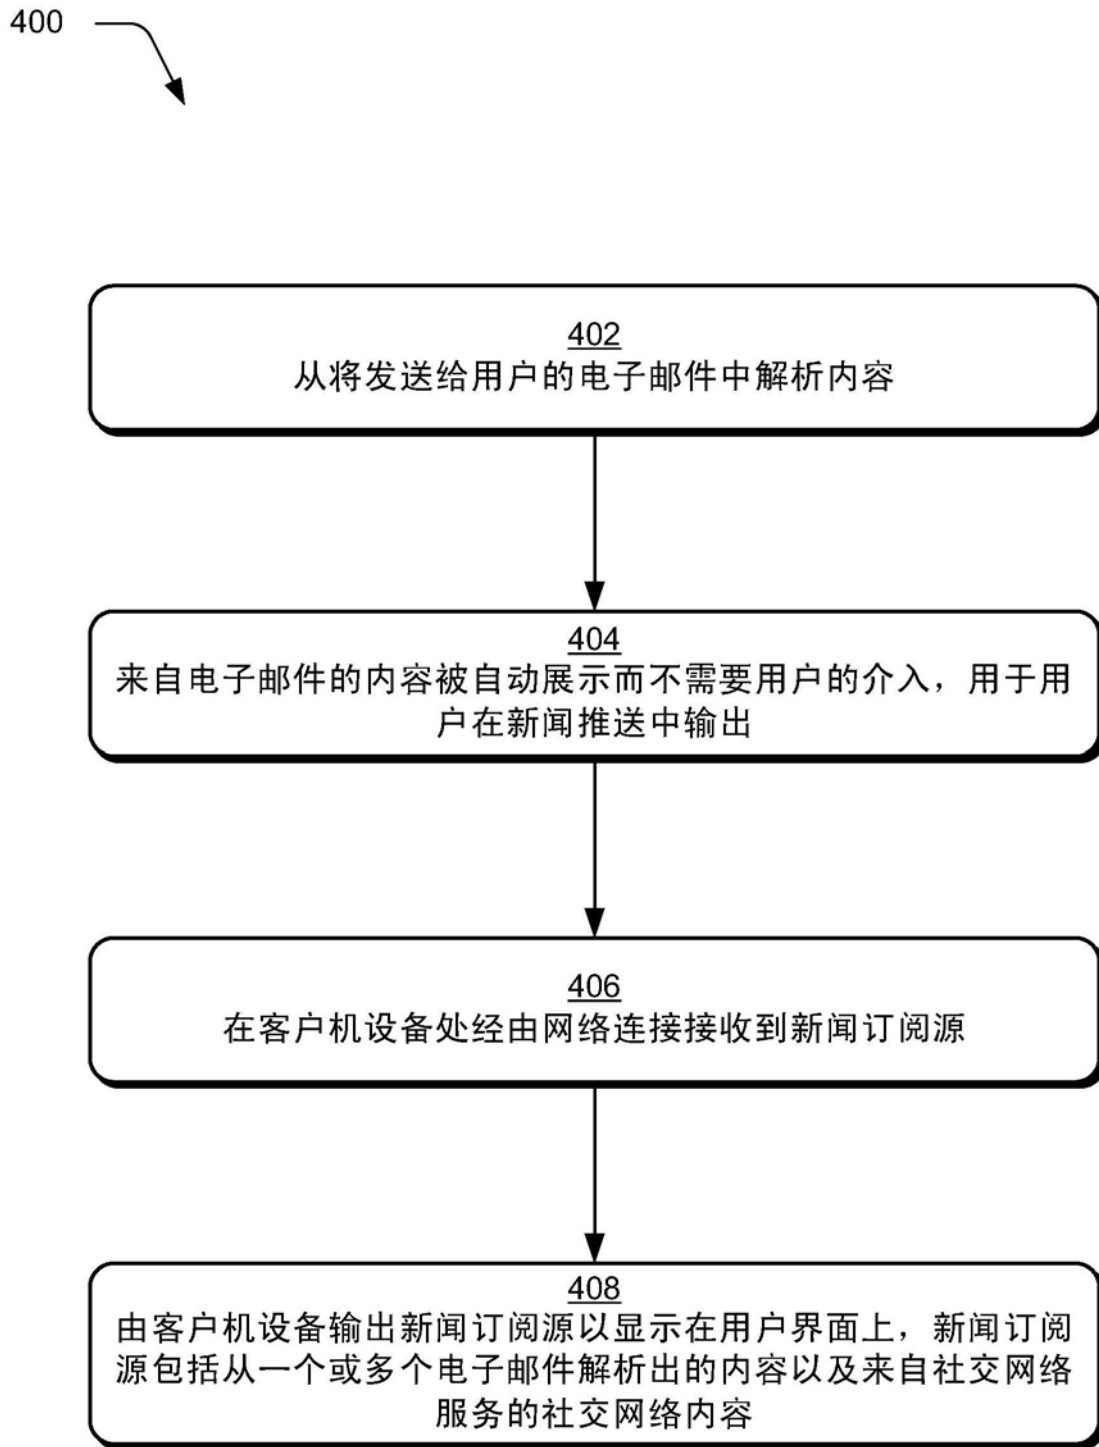 400
402
从将发送给用户的电子邮件中解析内容
404
来自电子邮件的内容被自动展示而不需要用户的介入，用于用
户在新闻推送中输出
406
在客户机设备处经由网络连接接收到新闻订阅源
408
由客户机设备输出新闻订阅源以显示在用户界面上，新闻订阅
源包括从一个或多个电子邮件解析出的内容以及来自社交网络
服务的社交网络内容